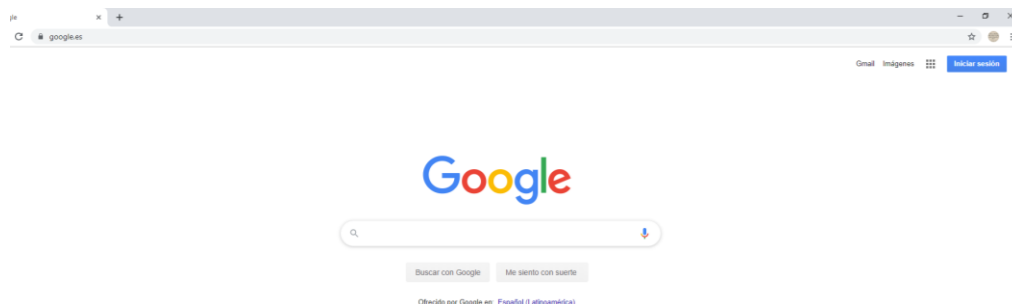 gle
google.es
Gmail Imágenes Iniciar sesión
Google
Buscar con Google Me siento con suerte
Ofrecido por Google en: Español (Latinoamérica)